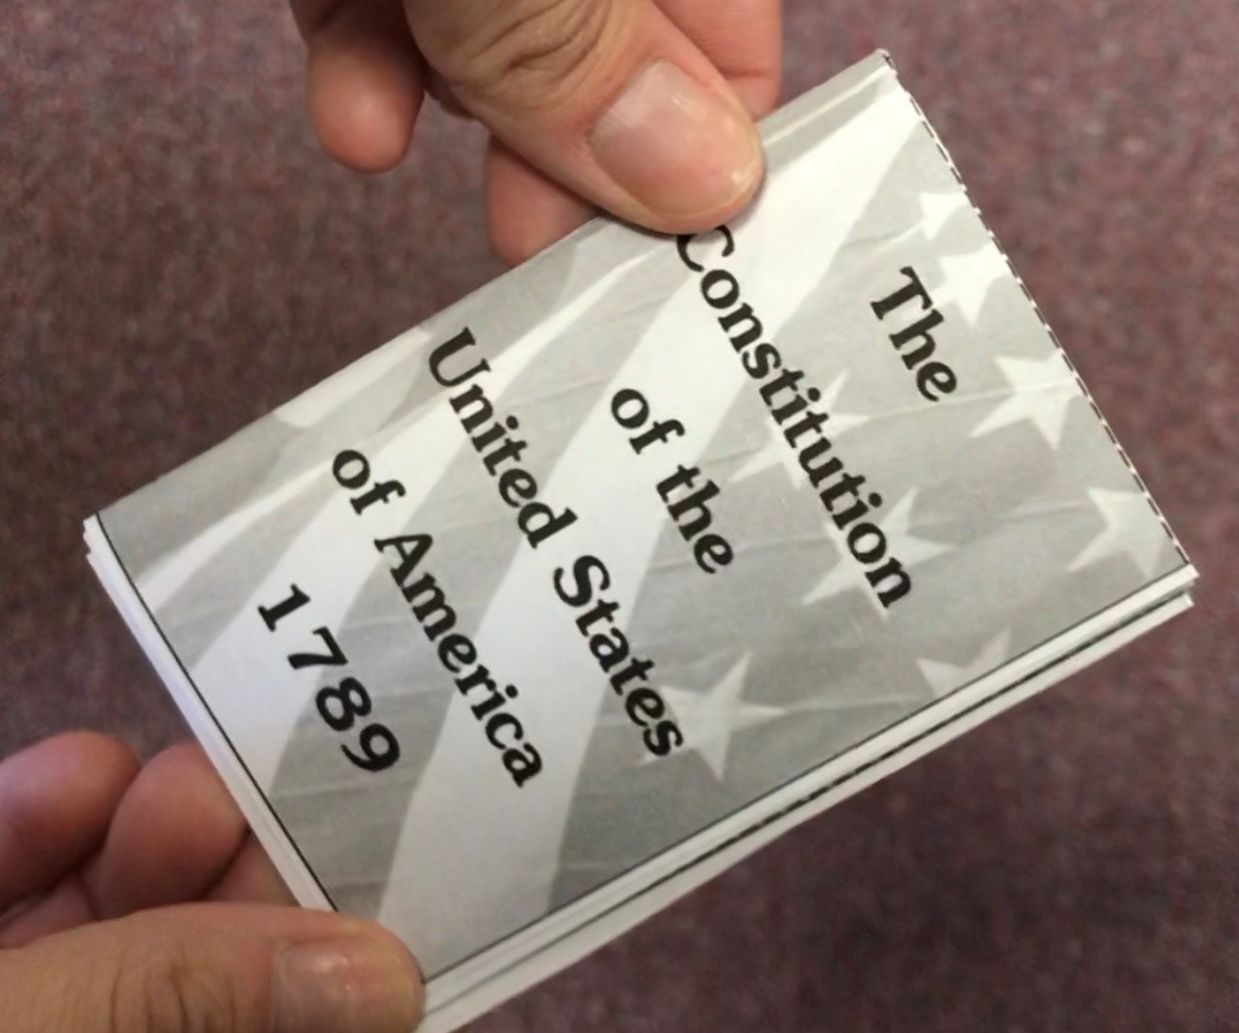 The
Constitution
of the
United States
of America
1789